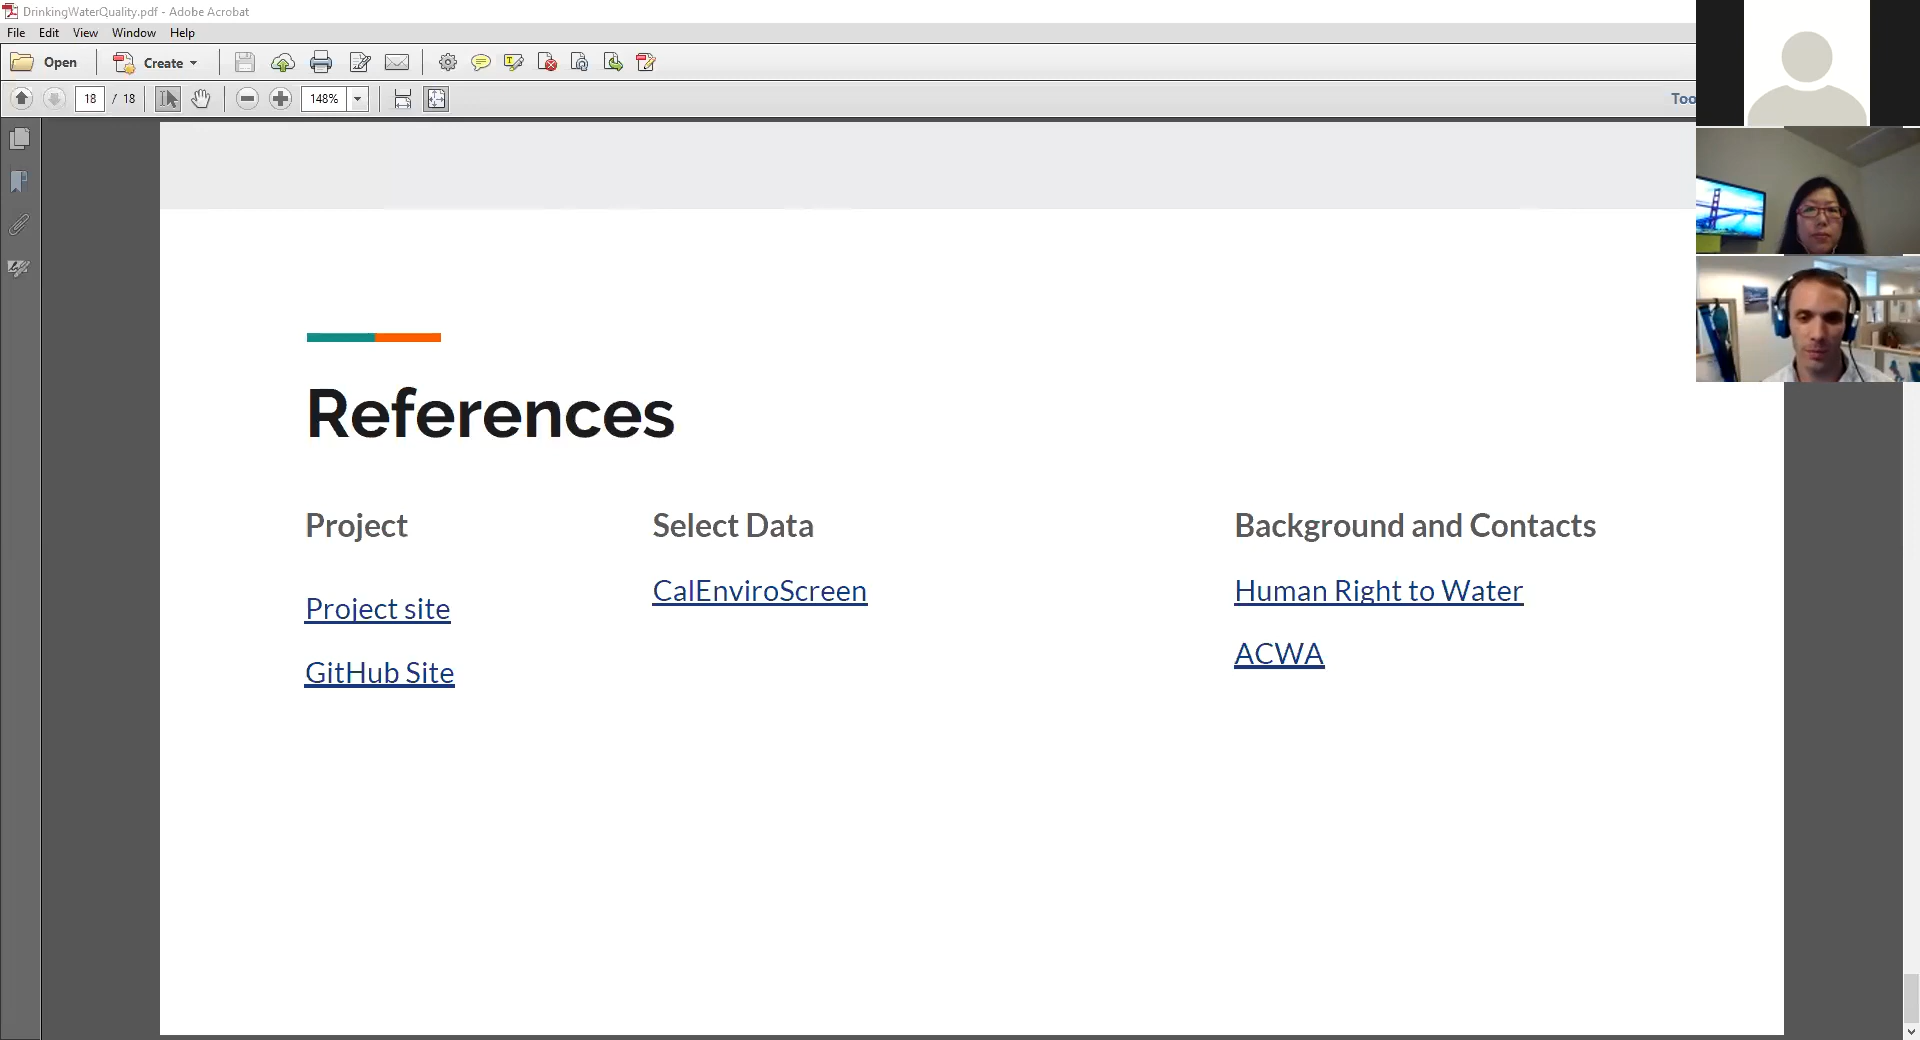 DrinkingWaterQuality.pdf - Adobe Acrobat
File Edit View Window Help
Open Create
18 / 18 148%
Too
References
Project
Project site
GitHub Site
Select Data
CalEnviroScreen
Background and Contacts
Human Right to Water
ACWA